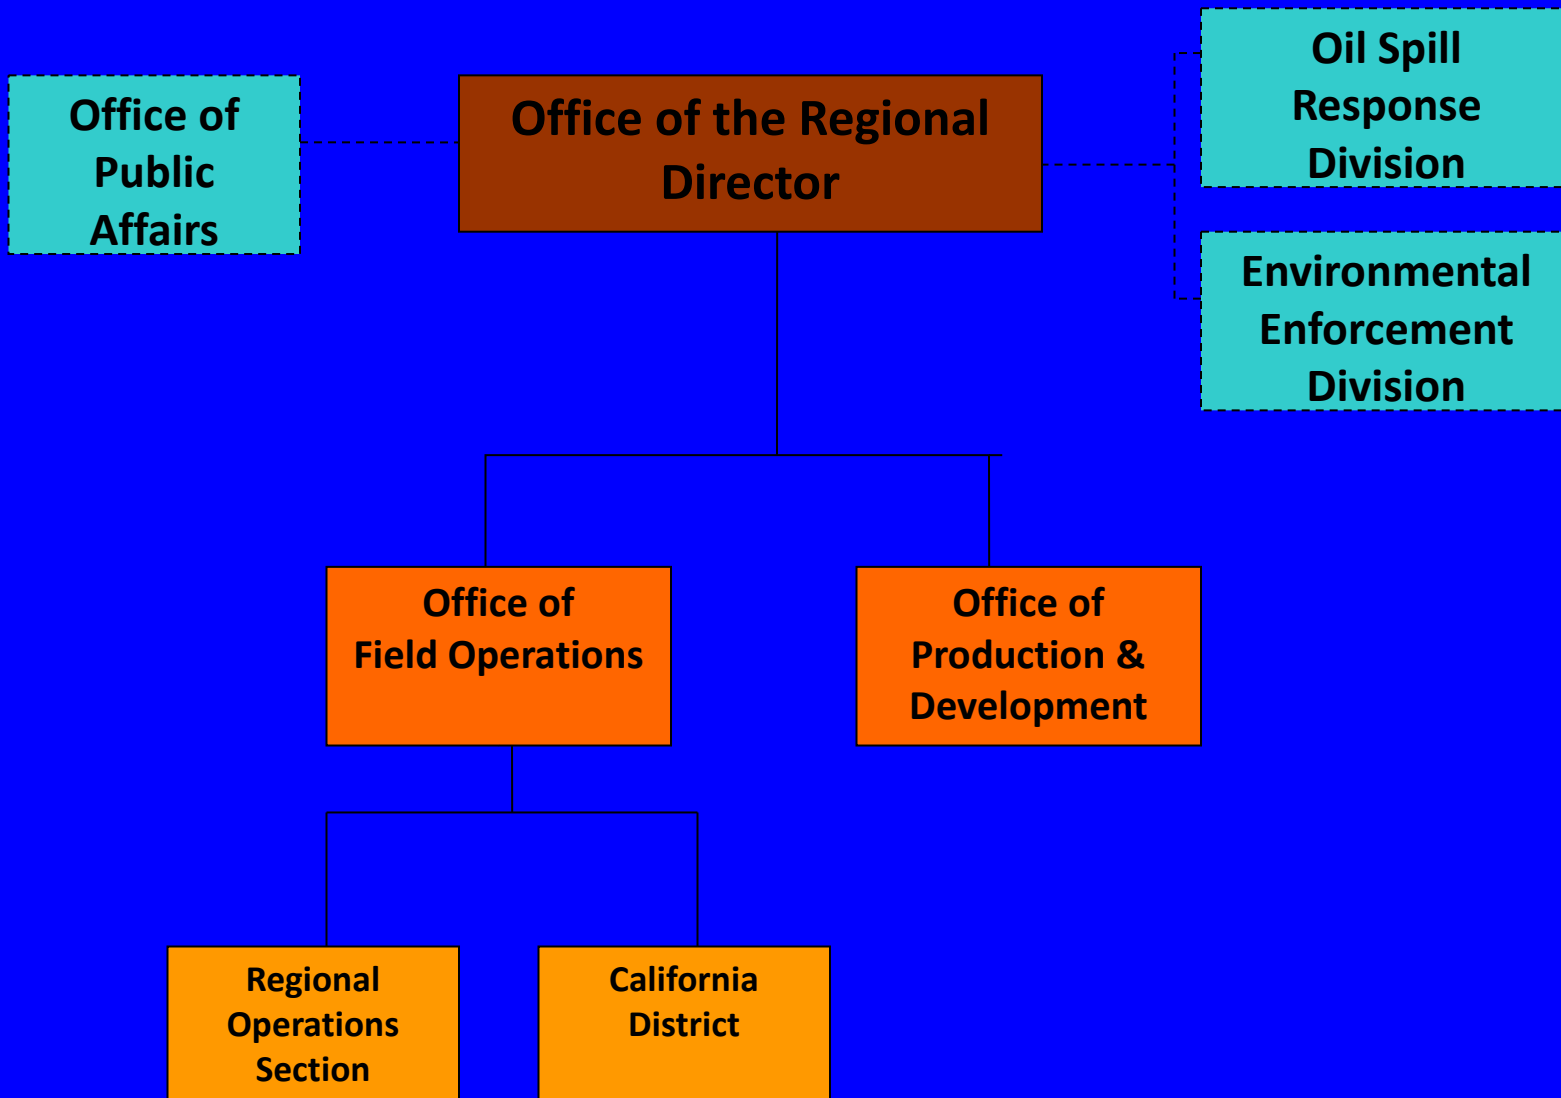 Office of
Public
Affairs
Office of the Regional
Director
Oil Spill
Response
Division
Environmental
Enforcement
Division
Office of
Field Operations
Office of
Production &
Development
Regional
Operations
Section
California
District